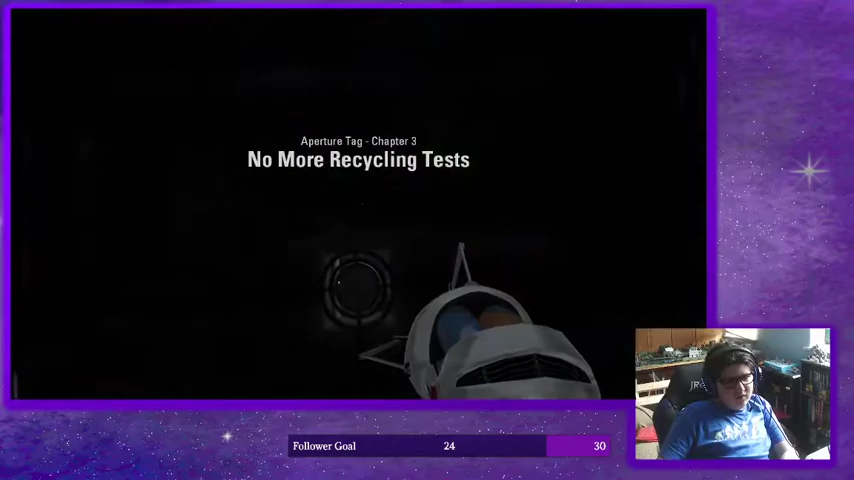 Aperture Tag - Chapter 3
No More Recycling Tests
Follower Goal 24 30